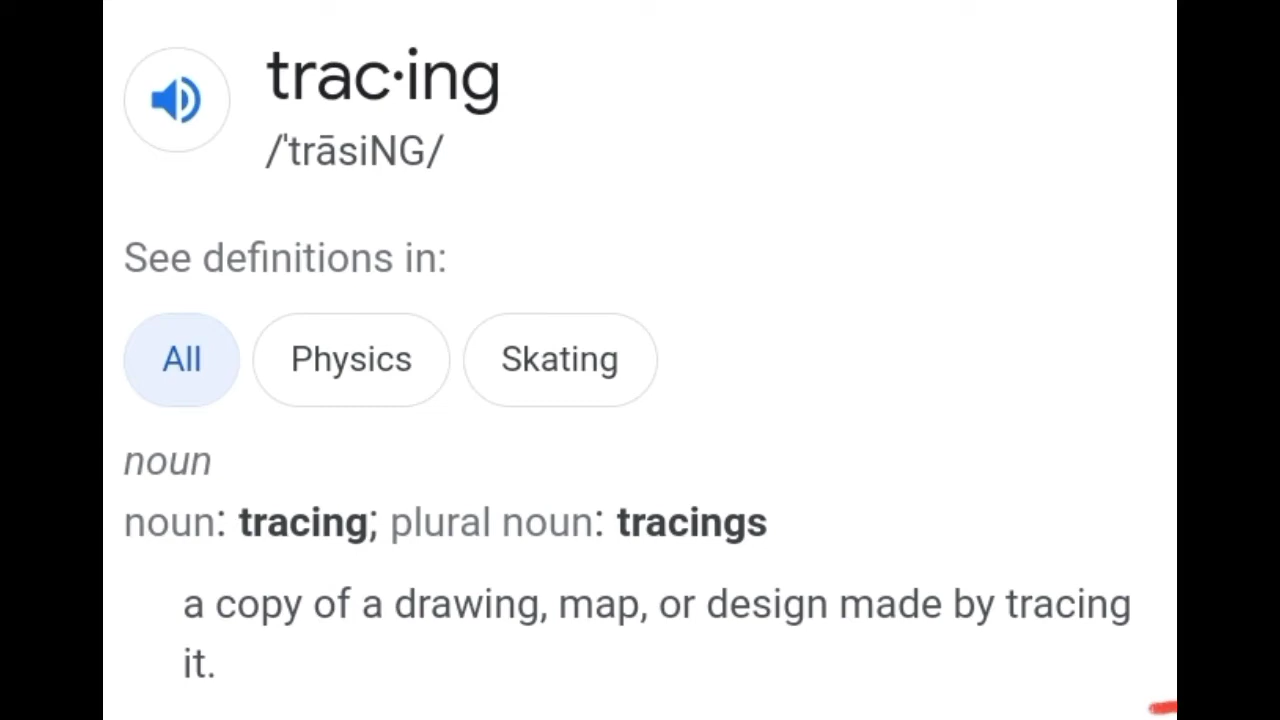 trac·ing
/ˈtrāsiNG/
See definitions in:
All Physics Skating
noun
noun: tracing; plural noun: tracings
a copy of a drawing, map, or design made by tracing
it.